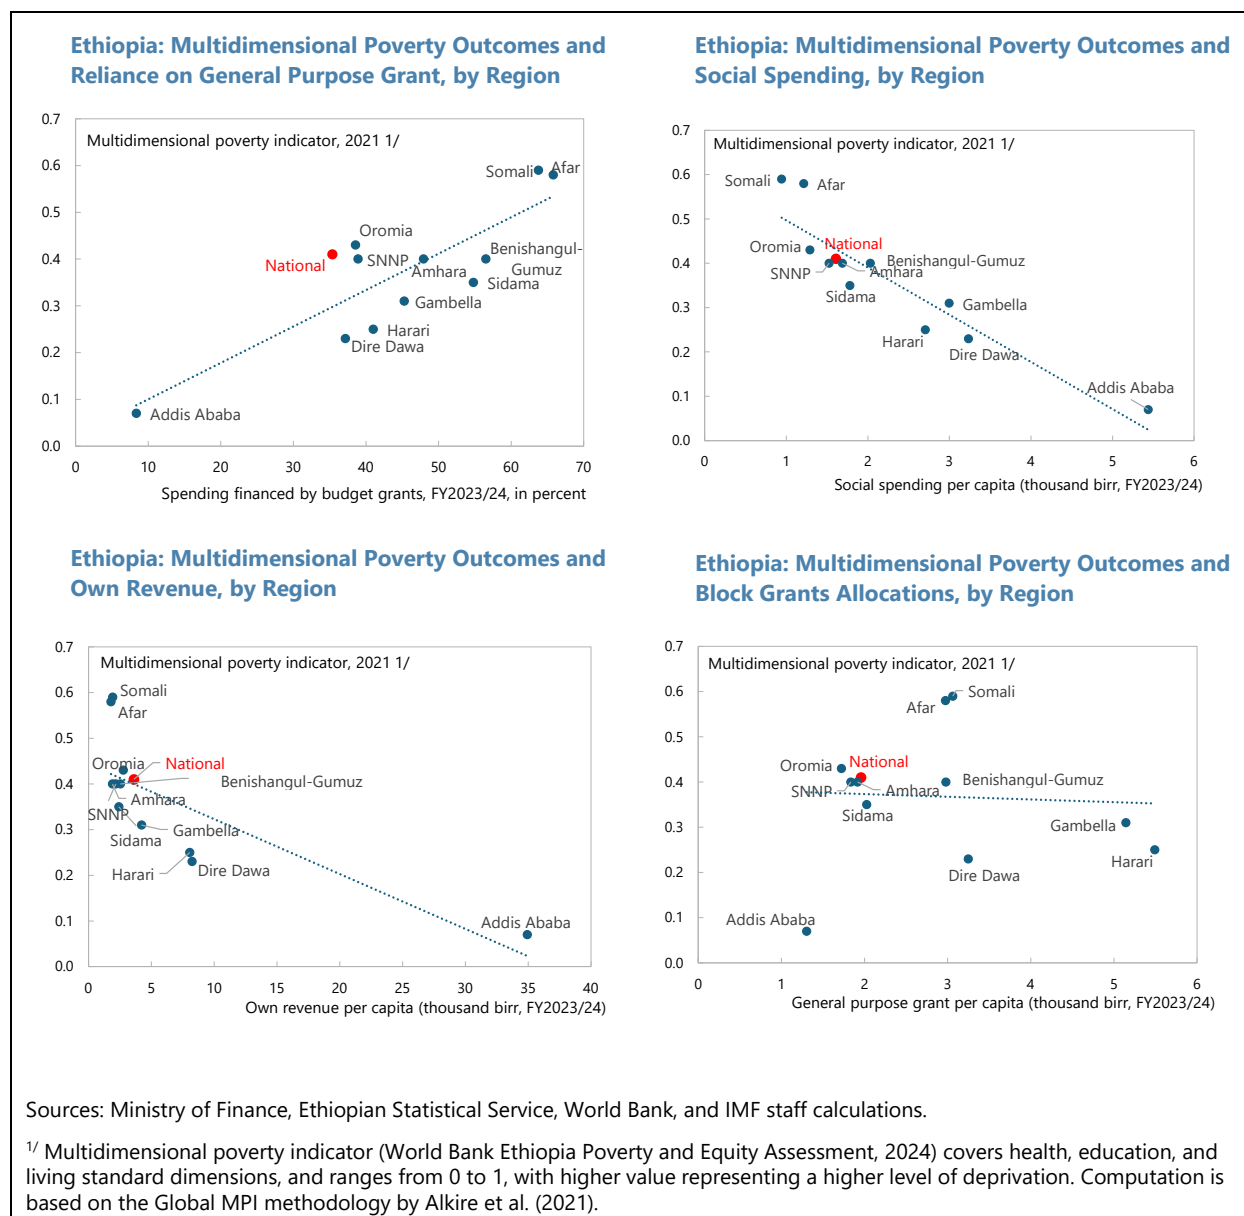 Ethiopia: Multidimensional Poverty Outcomes and
Reliance on General Purpose Grant, by Region
Multidimensional poverty indicator, 2021 1/
0.7
0.6
0.5
0.4
0.3
0.2
0.1
0.0
Somali
Afar
Oromia
National
SNNP
Amhara
Benishangul-
Gumuz
Sidama
Gambella
Harari
Dire Dawa
Addis Ababa
0 10 20 30 40 50 60 70
Spending financed by budget grants, FY2023/24, in percent
Ethiopia: Multidimensional Poverty Outcomes and
Social Spending, by Region
Multidimensional poverty indicator, 2021 1/
0.7
0.6
0.5
0.4
0.3
0.2
0.1
0.0
Somali
Afar
Oromia
National
SNNP
Amhara
Benishangul-Gumuz
Sidama
Gambella
Harari
Dire Dawa
Addis Ababa
0 1 2 3 4 5 6
Social spending per capita (thousand birr, FY2023/24)
Ethiopia: Multidimensional Poverty Outcomes and
Own Revenue, by Region
Multidimensional poverty indicator, 2021 1/
0.7
0.6
0.5
0.4
0.3
0.2
0.1
0.0
Somali
Afar
Oromia
National
Benishangul-Gumuz
Amhara
SNNP
Gambella
Sidama
Harari
Dire Dawa
Addis Ababa
0 5 10 15 20 25 30 35 40
Own revenue per capita (thousand birr, FY2023/24)
Ethiopia: Multidimensional Poverty Outcomes and
Block Grants Allocations, by Region
Multidimensional poverty indicator, 2021 1/
0.7
0.6
0.5
0.4
0.3
0.2
0.1
0.0
Somali
Afar
Oromia
National
SNNP
Amhara
Benishangul-Gumuz
Sidama
Gambella
Harari
Dire Dawa
Addis Ababa
0 1 2 3 4 5 6
General purpose grant per capita (thousand birr, FY2023/24)
Sources: Ministry of Finance, Ethiopian Statistical Service, World Bank, and IMF staff calculations.
1/ Multidimensional poverty indicator (World Bank Ethiopia Poverty and Equity Assessment, 2024) covers health, education, and
living standard dimensions, and ranges from 0 to 1, with higher value representing a higher level of deprivation. Computation is
based on the Global MPI methodology by Alkire et al. (2021).